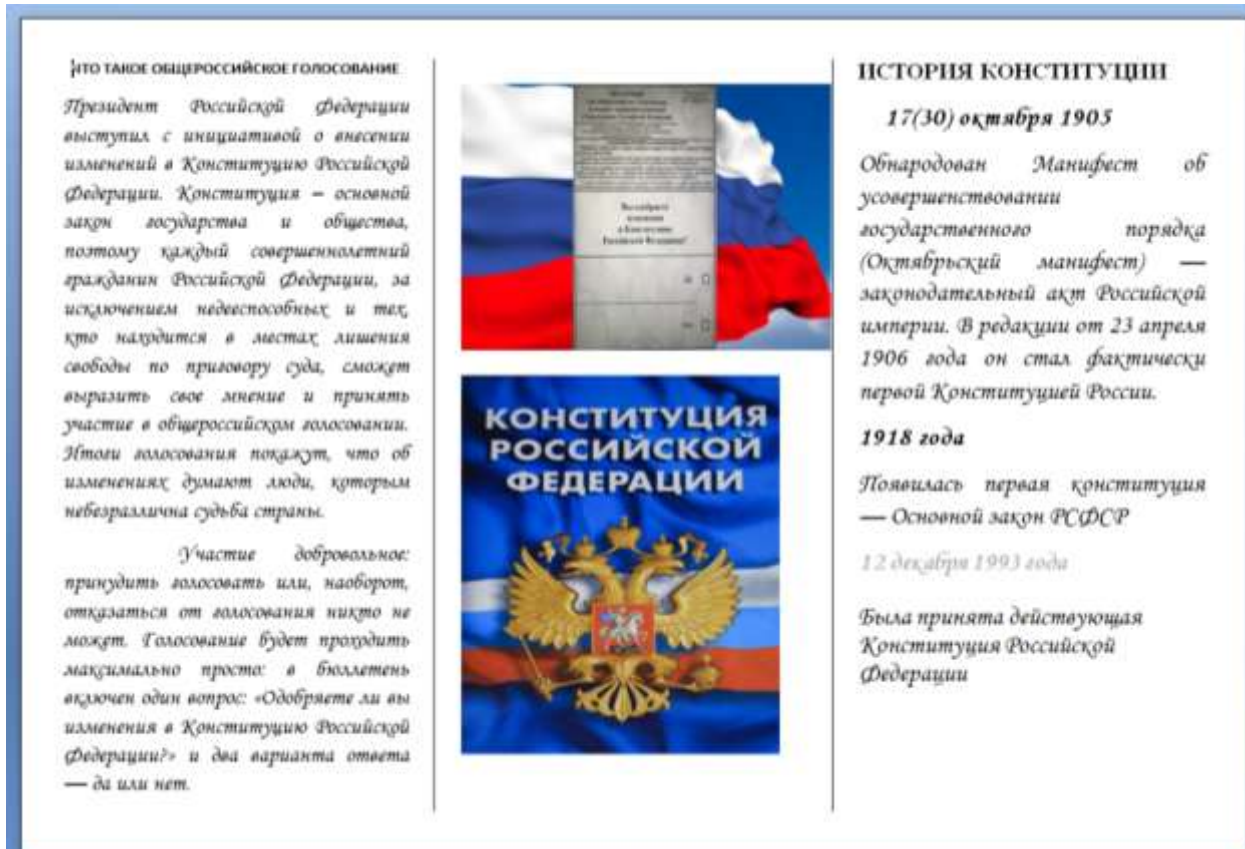 ЧТО ТАКОЕ ОБЩЕРОССИЙСКОЕ ГОЛОСОВАНИЕ
Президент Российской Федерации
выступил с инициативой о внесении
изменений в Конституцию Российской
Федерации. Конституция – основной
закон государства и общества,
поэтому каждый совершеннолетний
гражданин Российской Федерации, за
исключением недееспособных и тех,
кто находится в местах лишения
свободы по приговору суда, сможет
выразить свое мнение и принять
участие в общероссийском голосовании.
Итоги голосования покажут, что об
изменениях думают люди, которым
небезразлична судьба страны.
Участие добровольное:
принудить голосовать или, наоборот,
отказаться от голосования никто не
может. Голосование будет проходить
максимально просто: в бюллетень
включен один вопрос: «Одобряете ли вы
изменения в Конституцию Российской
Федерации?» и два варианта ответа
— да или нет.
Вы одобряете
изменения
в Конституцию
Российской Федерации?
КОНСТИТУЦИЯ
РОССИЙСКОЙ
ФЕДЕРАЦИИ
ИСТОРИЯ КОНСТИТУЦИИ
17(30) октября 1905
Обнародован Манифест об
усовершенствовании
государственного порядка
(Октябрьский манифест) —
законодательный акт Российской
империи. В редакции от 23 апреля
1906 года он стал фактически
первой Конституцией России.
1918 года
Появилась первая конституция
— Основной закон РСФСР
12 декабря 1993 года
Была принята действующая
Конституция Российской
Федерации